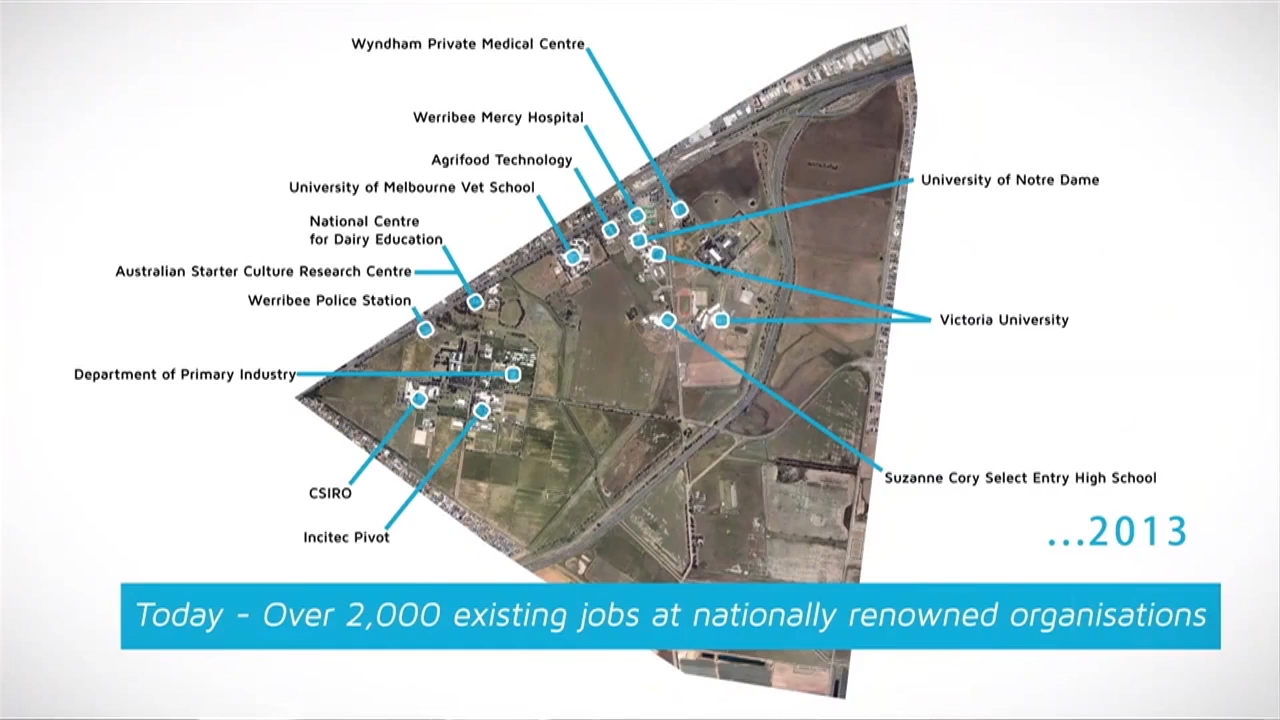 Wyndham Private Medical Centre
Werribee Mercy Hospital
Agrifood Technology
University of Melbourne Vet School
National Centre
for Dairy Education
Australian Starter Culture Research Centre
Werribee Police Station
Department of Primary Industry
CSIRO
Incitec Pivot
University of Notre Dame
Victoria University
Suzanne Cory Select Entry High School
...2013
Today - Over 2,000 existing jobs at nationally renowned organisations